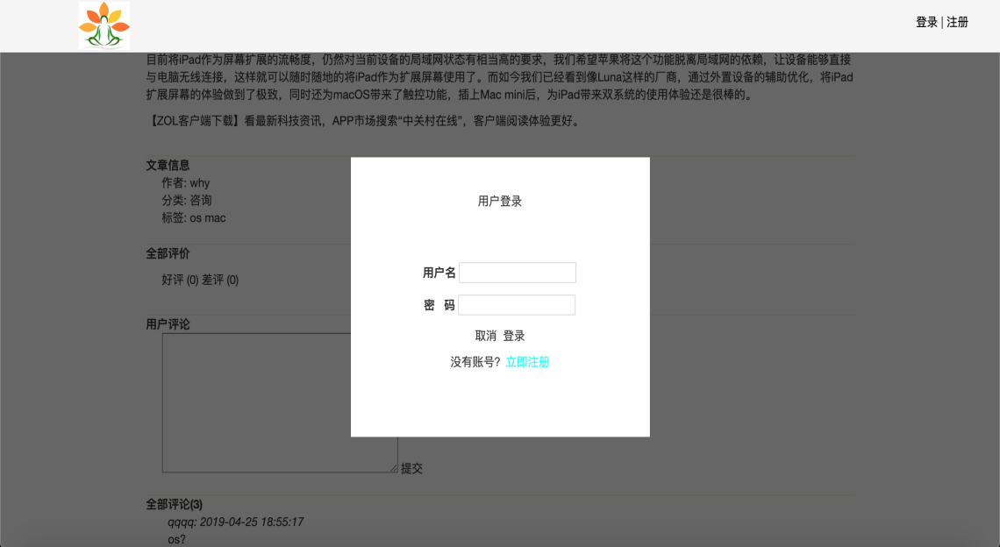 登录 | 注册
目前将iPad作为屏幕扩展的流畅度，仍然对当前设备的局域网状态有相当高的要求，我们希望苹果将这个功能脱离局域网的依赖，让设备能够直接
与电脑无线连接，这样就可以随时随地的将iPad作为扩展屏幕使用了。而如今我们已经看到像Luna这样的厂商，通过外置设备的辅助优化，将iPad
扩展屏幕的体验做到了极致，同时还为macOS带来了触控功能，插上Mac mini后，为iPad带来双系统的使用体验还是很棒的。
【ZOL客户端下载】看最新科技资讯，APP市场搜索“中关村在线”，客户端阅读体验更好。
文章信息
作者: why
分类: 咨询
标签: os mac
全部评价
好评 (0) 差评 (0)
用户评论
提交
用户登录
用户名
密 码
取消 登录
没有账号？立即注册
全部评论(3)
qqqq: 2019-04-25 18:55:17
os?